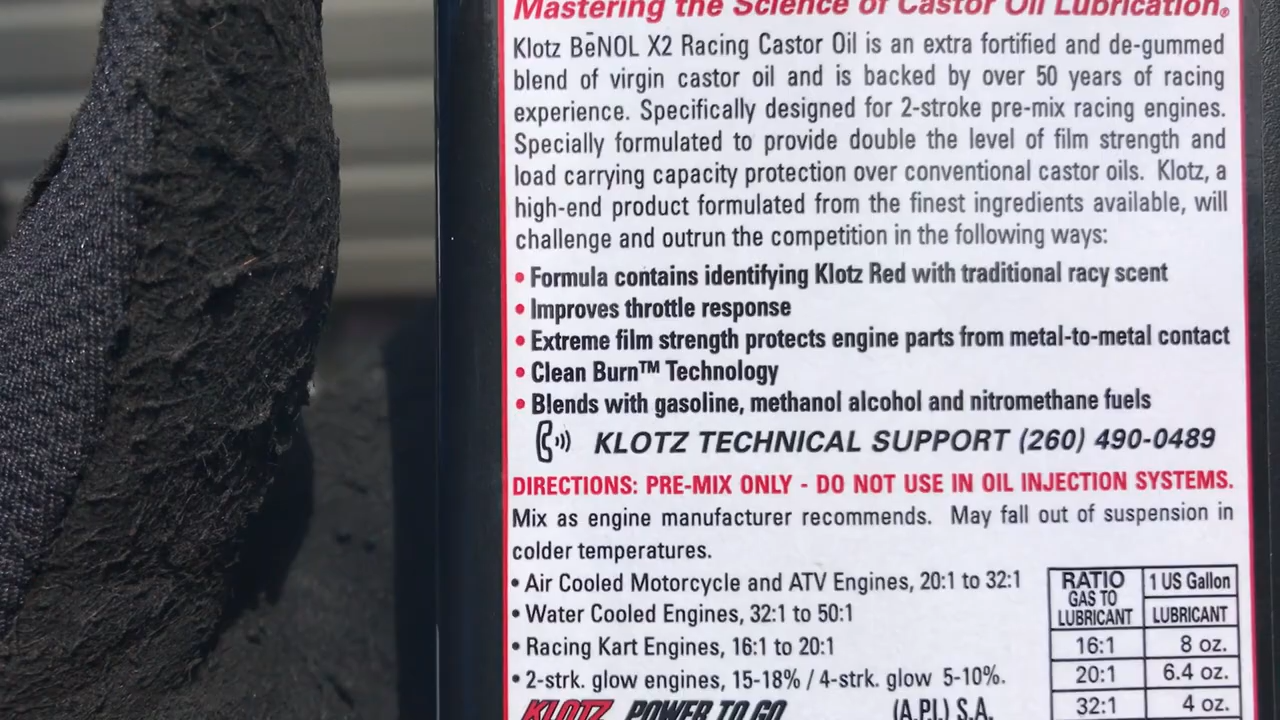 Mastering the Science of Castor Oil Lubrication®
Klotz BēNOL X2 Racing Castor Oil is an extra fortified and de-gummed
blend of virgin castor oil and is backed by over 50 years of racing
experience. Specifically designed for 2-stroke pre-mix racing engines.
Specially formulated to provide double the level of film strength and
load carrying capacity protection over conventional castor oils. Klotz, a
high-end product formulated from the finest ingredients available, will
challenge and outrun the competition in the following ways:
• Formula contains identifying Klotz Red with traditional racy scent
• Improves throttle response
• Extreme film strength protects engine parts from metal-to-metal contact
• Clean Burn™ Technology
• Blends with gasoline, methanol alcohol and nitromethane fuels
KLOTZ TECHNICAL SUPPORT (260) 490-0489
DIRECTIONS: PRE-MIX ONLY - DO NOT USE IN OIL INJECTION SYSTEMS.
Mix as engine manufacturer recommends. May fall out of suspension in
colder temperatures.
• Air Cooled Motorcycle and ATV Engines, 20:1 to 32:1
• Water Cooled Engines, 32:1 to 50:1
• Racing Kart Engines, 16:1 to 20:1
• 2-strk. glow engines, 15-18% / 4-strk. glow 5-10%.
KLOTZ POWER TO GO (A.P.I.) S.A.
RATIO
GAS TO
LUBRICANT
1 US Gallon
LUBRICANT
16:1 8 oz.
20:1 6.4 oz.
32:1 4 oz.